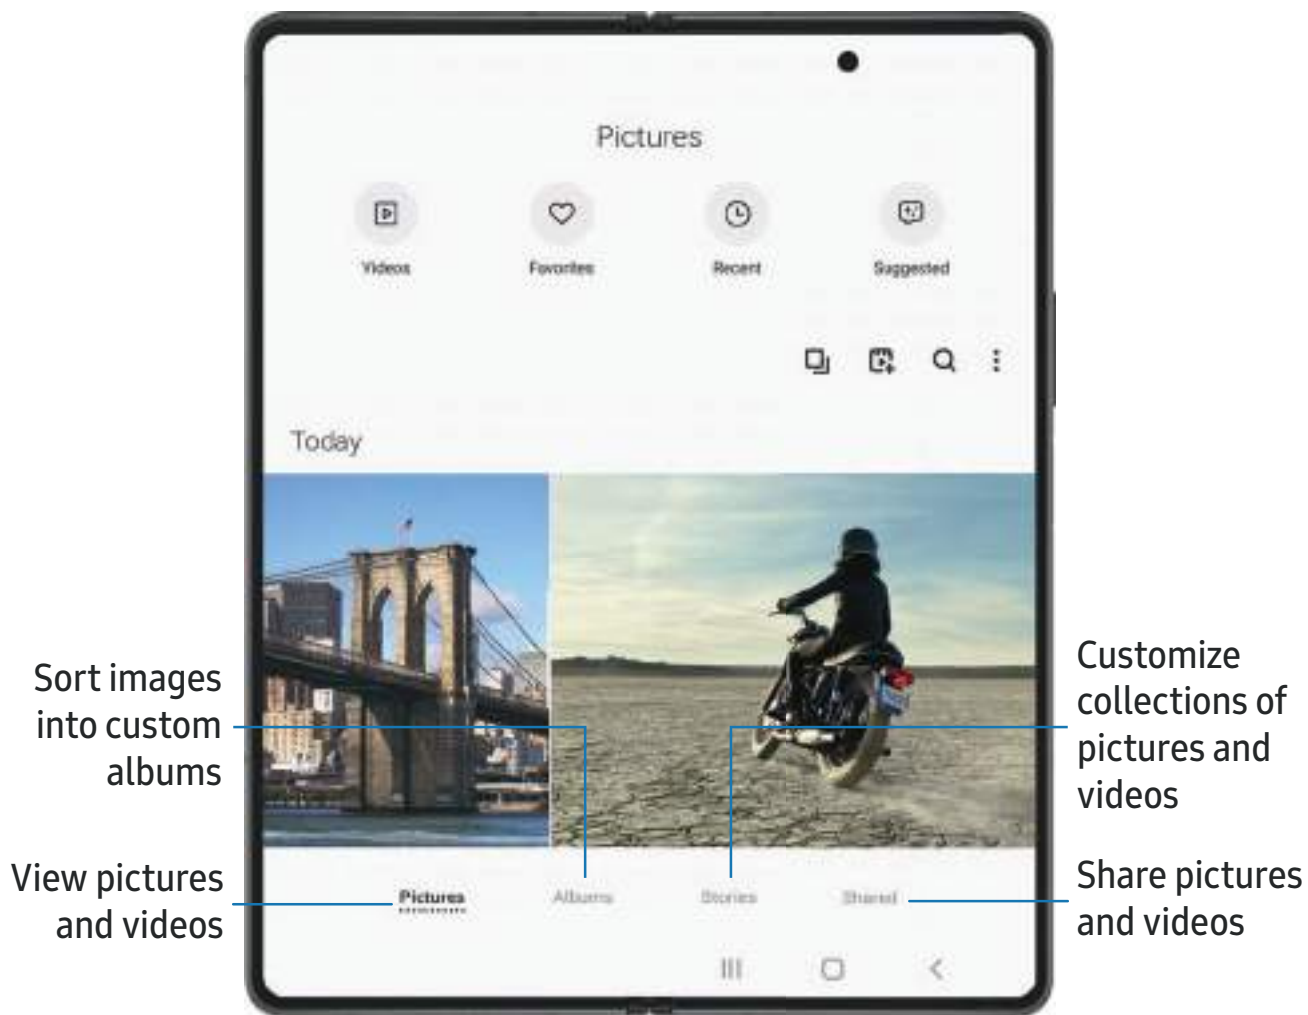 Pictures
Videos
Favorites
Recent
Suggested
Today
Sort images
into custom
albums
Customize
collections of
pictures and
videos
View pictures
and videos
Pictures
Albums
Stories
Shared
Share pictures
and videos